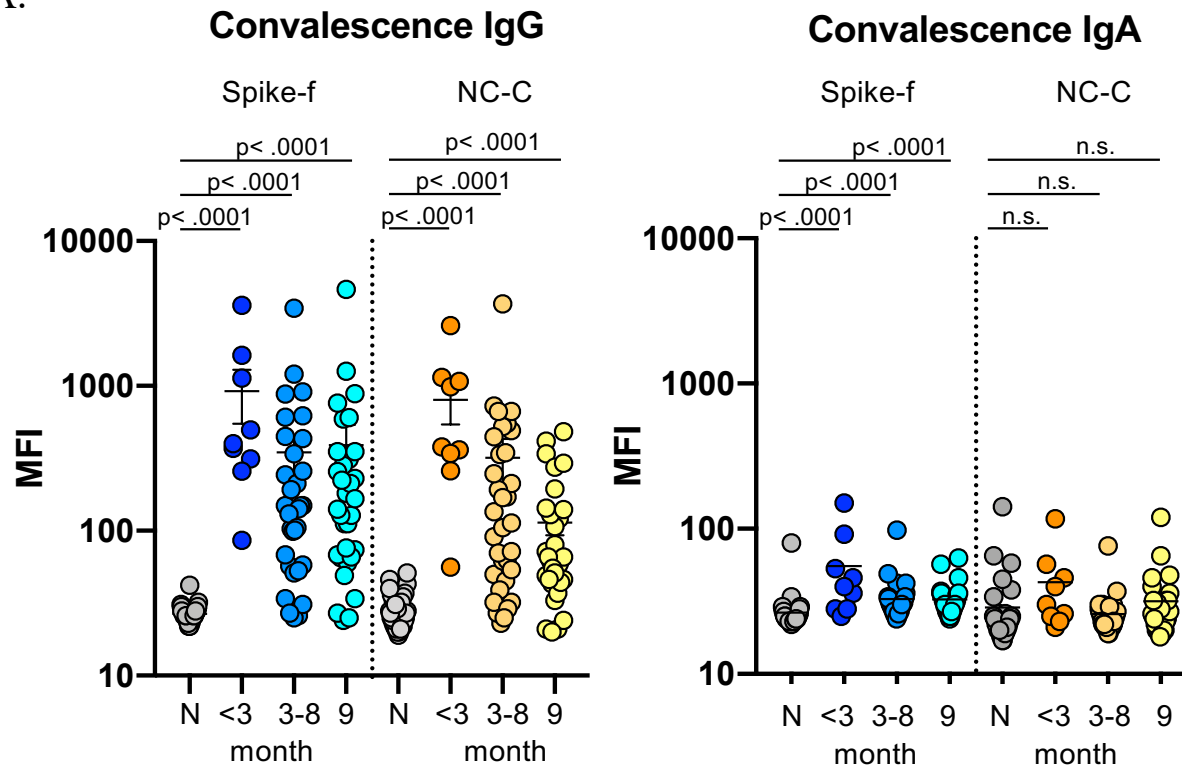 A.
Convalescence IgG
Spike-f NC-C
p< .0001 p< .0001
p< .0001 p< .0001
p< .0001 p< .0001
10000
1000
100
10
MFI
N <3 3-8 9 N <3 3-8 9
month month
Convalescence IgA
Spike-f NC-C
p< .0001 n.s.
p< .0001 n.s.
p< .0001 n.s.
10000
1000
100
10
MFI
N <3 3-8 9 N <3 3-8 9
month month